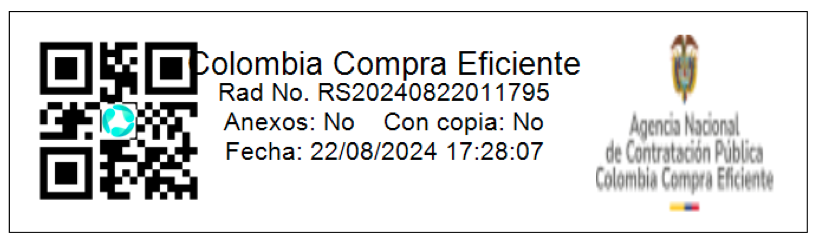 Colombia Compra Eficiente
Rad No. RS20240822011795
Anexos: No Con copia: No
Fecha: 22/08/2024 17:28:07
Agencia Nacional
de Contratación Pública
Colombia Compra Eficiente